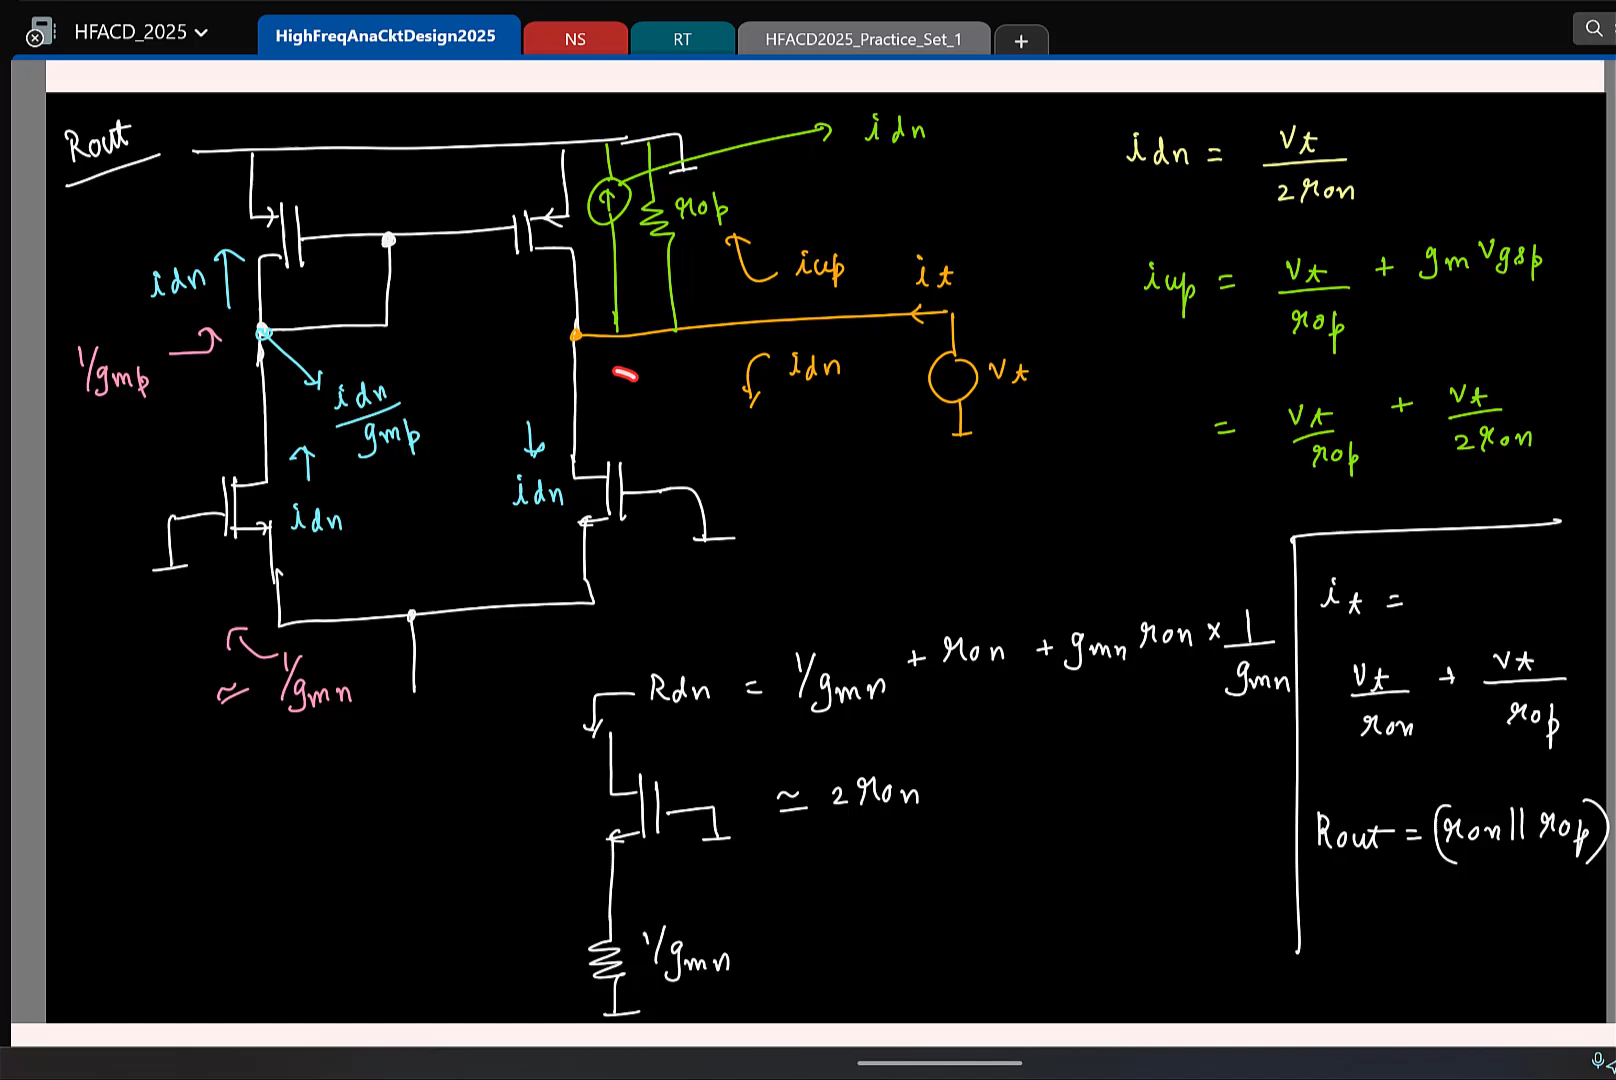 HFACD_2025
HighFreqAnaCktDesign2025
NS
RT
HFACD2025_Practice_Set_1
+
Rout
idn
rop
iup
it
idn
1/gmp
idn/gmp
idn
vt
idn
idn
≃ 1/gmn
idn = vt/2ron
iup = vt/rop + gm vgsp
= vt/rop + vt/2ron
Rdn = 1/gmn + ron + gmn ron × 1/gmn
≃ 2ron
1/gmn
it =
vt/ron + vt/rop
Rout = (ron || rop)